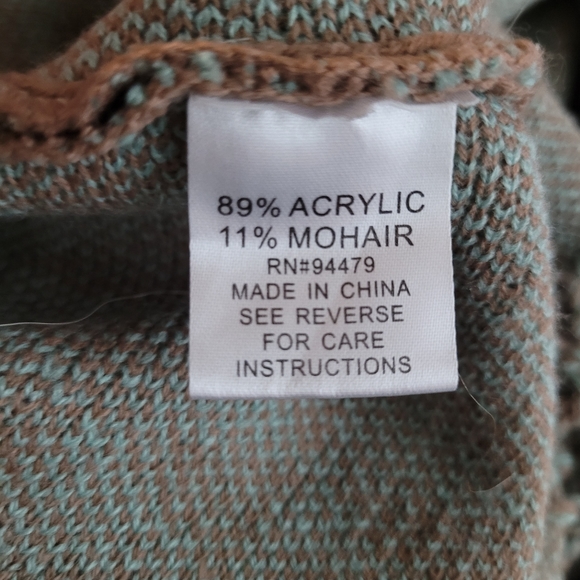 89% ACRYLIC
11% MOHAIR
RN#94479
MADE IN CHINA
SEE REVERSE
FOR CARE
INSTRUCTIONS